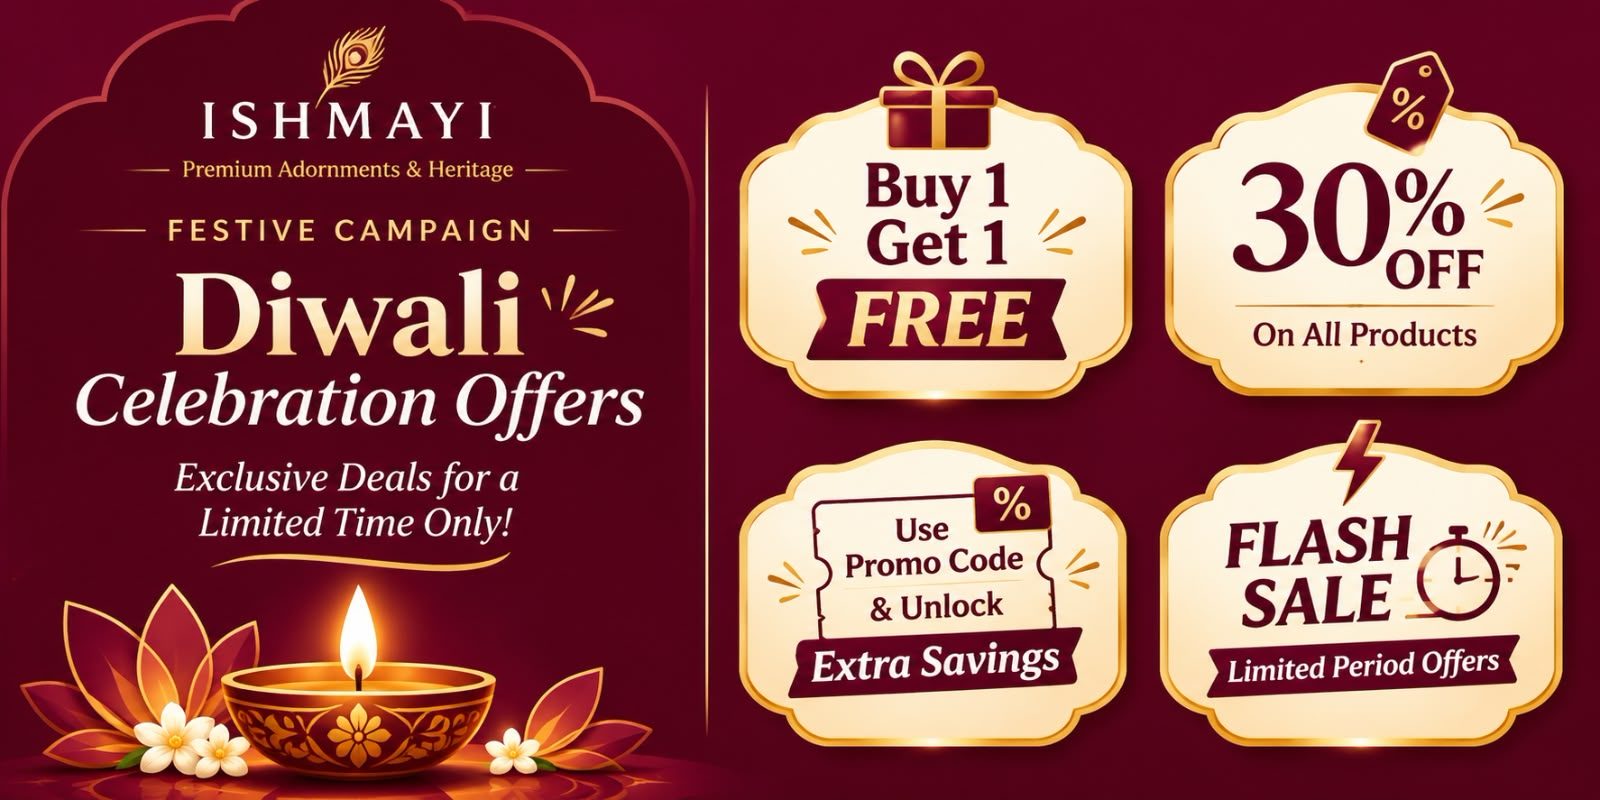 ISHMAYI
Premium Adornments & Heritage
FESTIVE CAMPAIGN
Diwali
Celebration Offers
Exclusive Deals for a
Limited Time Only!
Buy 1
Get 1
FREE
%
30%
OFF
On All Products
%
Use
Promo Code
& Unlock
Extra Savings
FLASH
SALE
Limited Period Offers